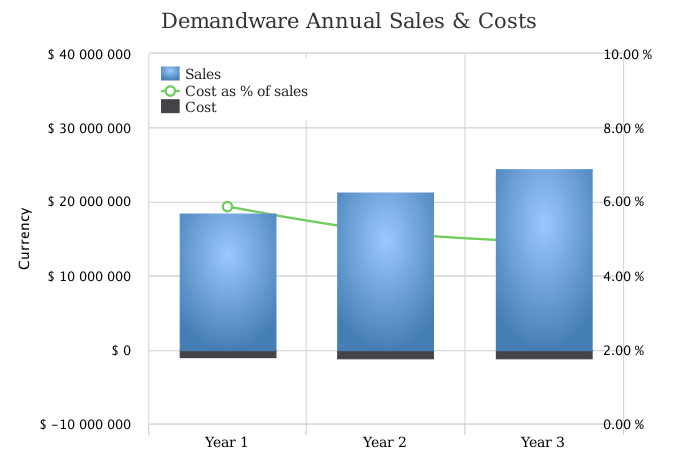 Demandware Annual Sales & Costs
$ 40 000 000
10.00 %
Sales
Cost as % of sales
Cost
$ 30 000 000
8.00 %
$ 20 000 000
6.00 %
Currency
$ 10 000 000
4.00 %
$ 0
2.00 %
$ −10 000 000
0.00 %
Year 1
Year 2
Year 3